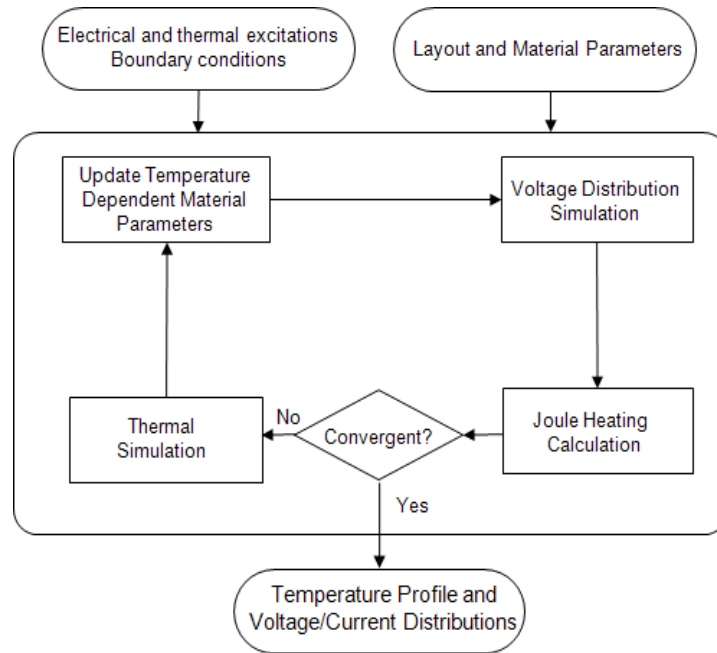 Electrical and thermal excitations
Boundary conditions
Layout and Material Parameters
Update Temperature
Dependent Material
Parameters
Voltage Distribution
Simulation
Thermal
Simulation
No
Convergent?
Joule Heating
Calculation
Yes
Temperature Profile and
Voltage/Current Distributions